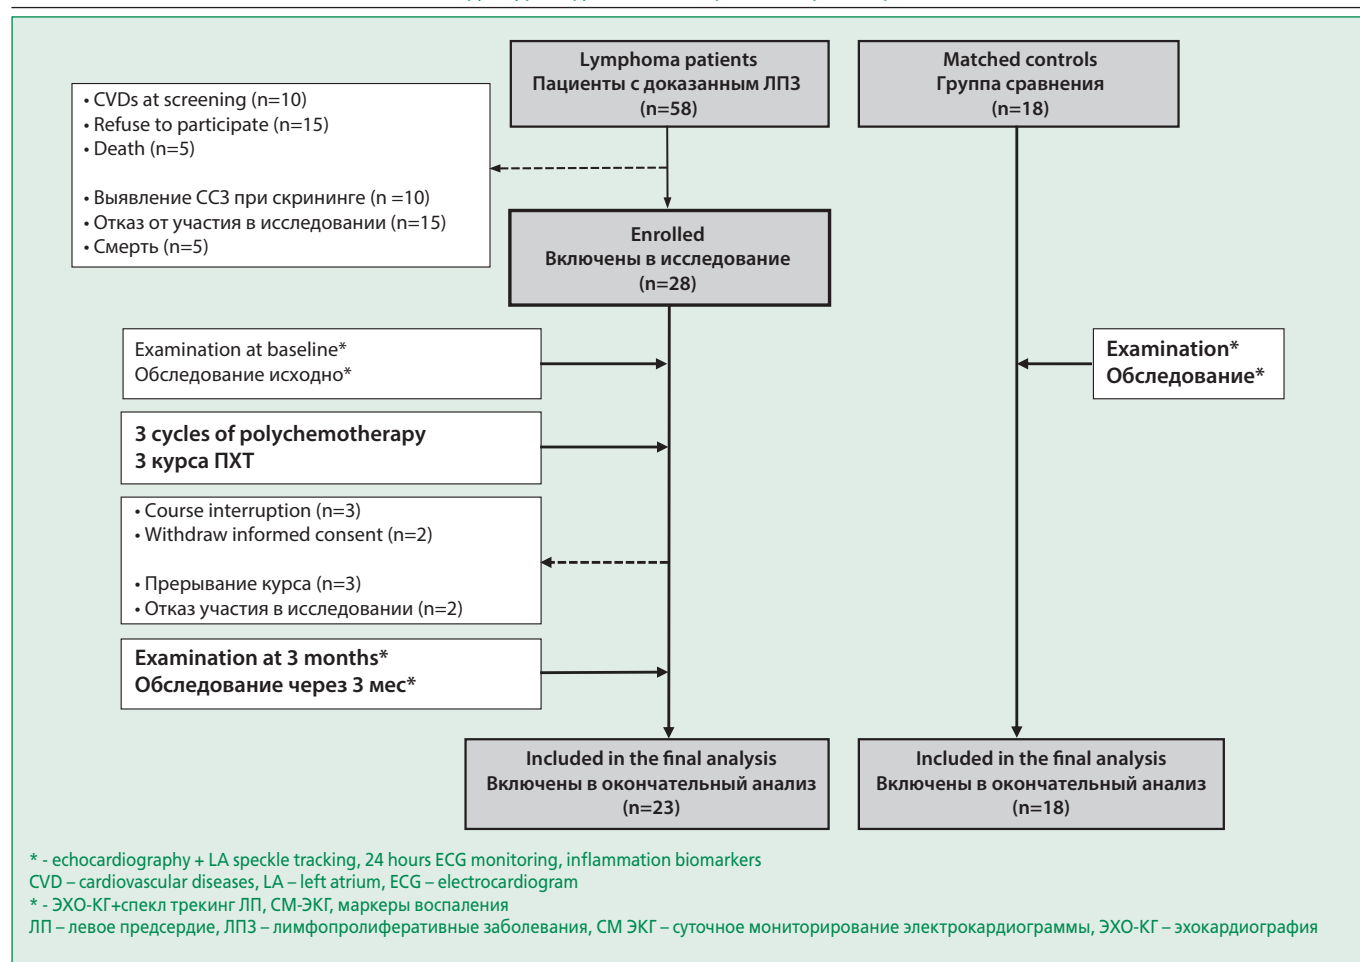 Lymphoma patients
Пациенты с доказанным ЛПЗ
(n=58)
Matched controls
Группа сравнения
(n=18)
• CVDs at screening (n=10)
• Refuse to participate (n=15)
• Death (n=5)
• Выявление ССЗ при скрининге (n =10)
• Отказ от участия в исследовании (n=15)
• Смерть (n=5)
Enrolled
Включены в исследование
(n=28)
Examination at baseline*
Обследование исходно*
Examination*
Обследование*
3 cycles of polychemotherapy
3 курса ПХТ
• Course interruption (n=3)
• Withdraw informed consent (n=2)
• Прерывание курса (n=3)
• Отказ участия в исследовании (n=2)
Examination at 3 months*
Обследование через 3 мес*
Included in the final analysis
Включены в окончательный анализ
(n=23)
Included in the final analysis
Включены в окончательный анализ
(n=18)
* - echocardiography + LA speckle tracking, 24 hours ECG monitoring, inflammation biomarkers
CVD – cardiovascular diseases, LA – left atrium, ECG – electrocardiogram
* - ЭХО-КГ+спекл трекинг ЛП, СМ-ЭКГ, маркеры воспаления
ЛП – левое предсердие, ЛПЗ – лимфопролиферативные заболевания, СМ ЭКГ – суточное мониторирование электрокардиограммы, ЭХО-КГ – эхокардиография